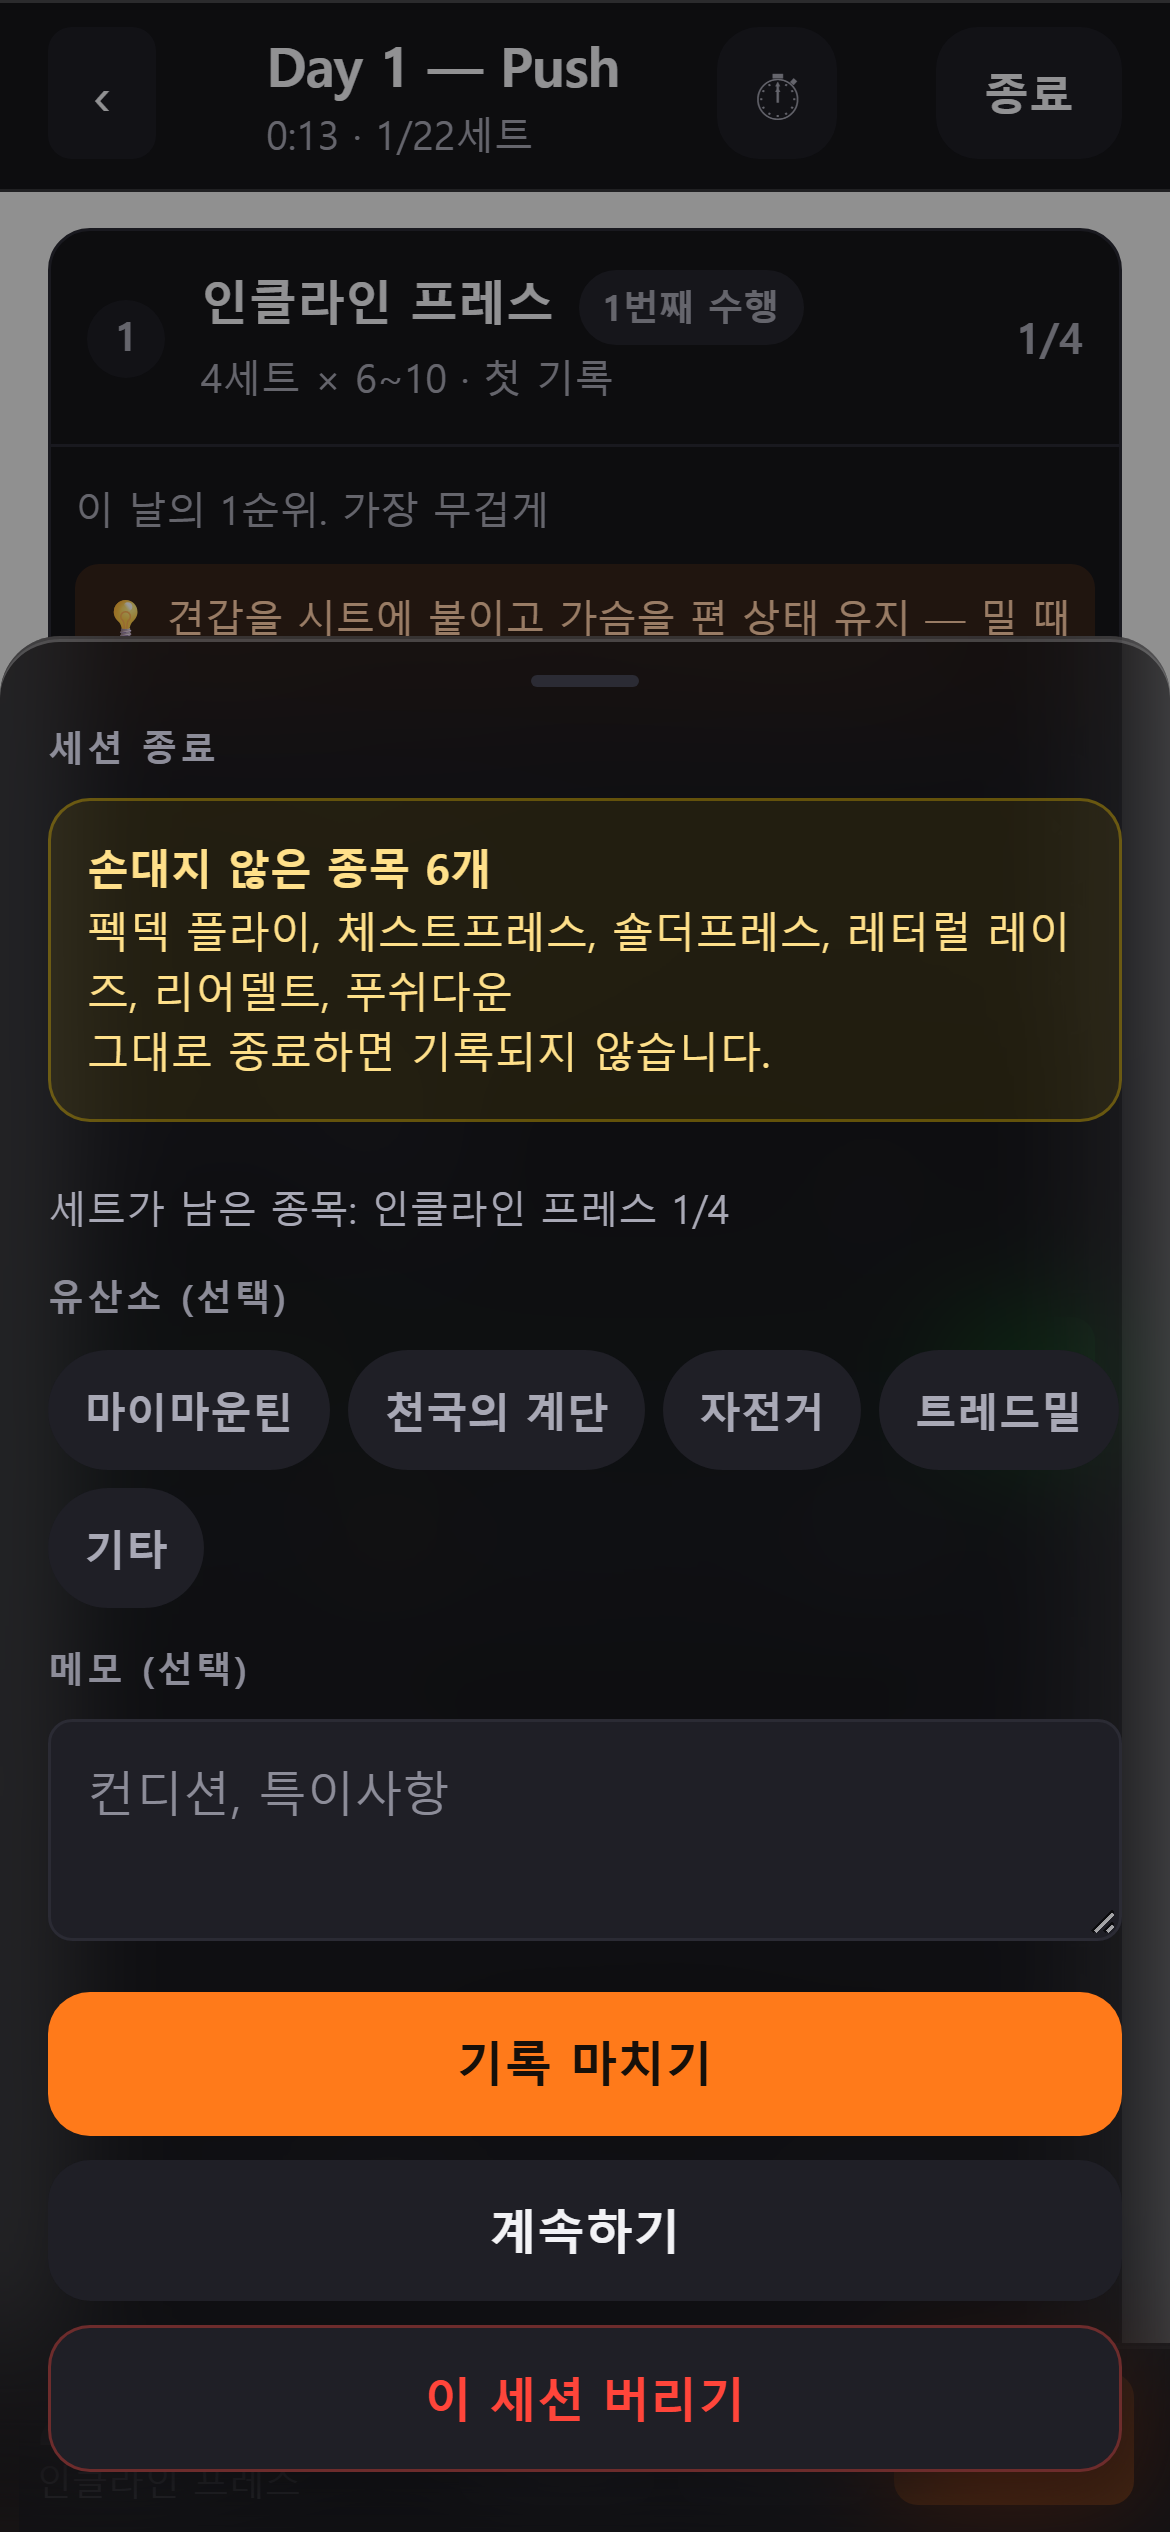 ‹
Day 1 — Push
0:13 · 1/22세트
종료
1
인클라인 프레스
1번째 수행
4세트 × 6~10 · 첫 기록
1/4
이 날의 1순위. 가장 무겁게
💡 견갑을 시트에 붙이고 가슴을 편 상태 유지 — 밀 때
세션 종료
손대지 않은 종목 6개
펙덱 플라이, 체스트프레스, 숄더프레스, 레터럴 레이
즈, 리어델트, 푸쉬다운
그대로 종료하면 기록되지 않습니다.
세트가 남은 종목: 인클라인 프레스 1/4
유산소 (선택)
마이마운틴
천국의 계단
자전거
트레드밀
기타
메모 (선택)
컨디션, 특이사항
기록 마치기
계속하기
이 세션 버리기
인클라인 프레스